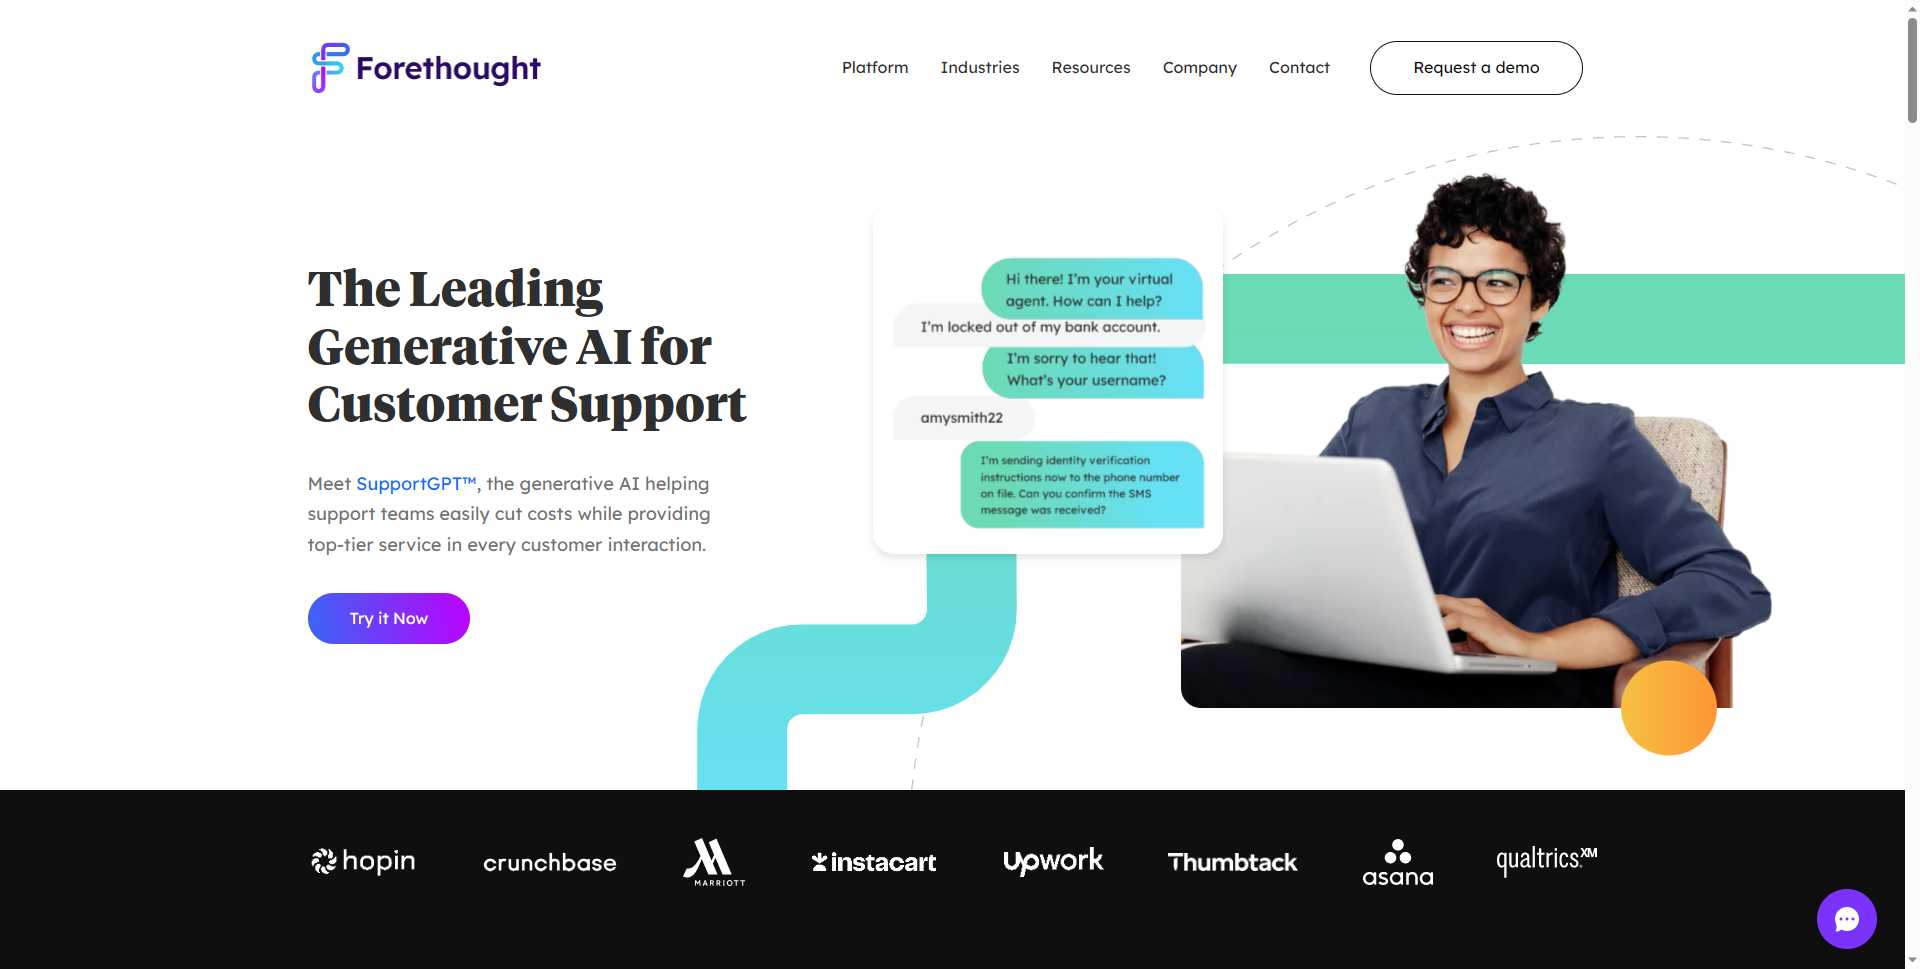 Forethought
Platform
Industries
Resources
Company
Contact
Request a demo
The Leading
Generative AI for
Customer Support
Meet SupportGPT™, the generative AI helping
support teams easily cut costs while providing
top-tier service in every customer interaction.
Try it Now
Hi there! I'm your virtual
agent. How can I help?
I'm locked out of my bank account.
I'm sorry to hear that!
What's your username?
amysmith22
I'm sending identity verification
instructions now to the phone number
on file. Can you confirm the SMS
message was received?
hopin
crunchbase
MARRIOTT
instacart
upwork
Thumbtack
asana
qualtrics.XM